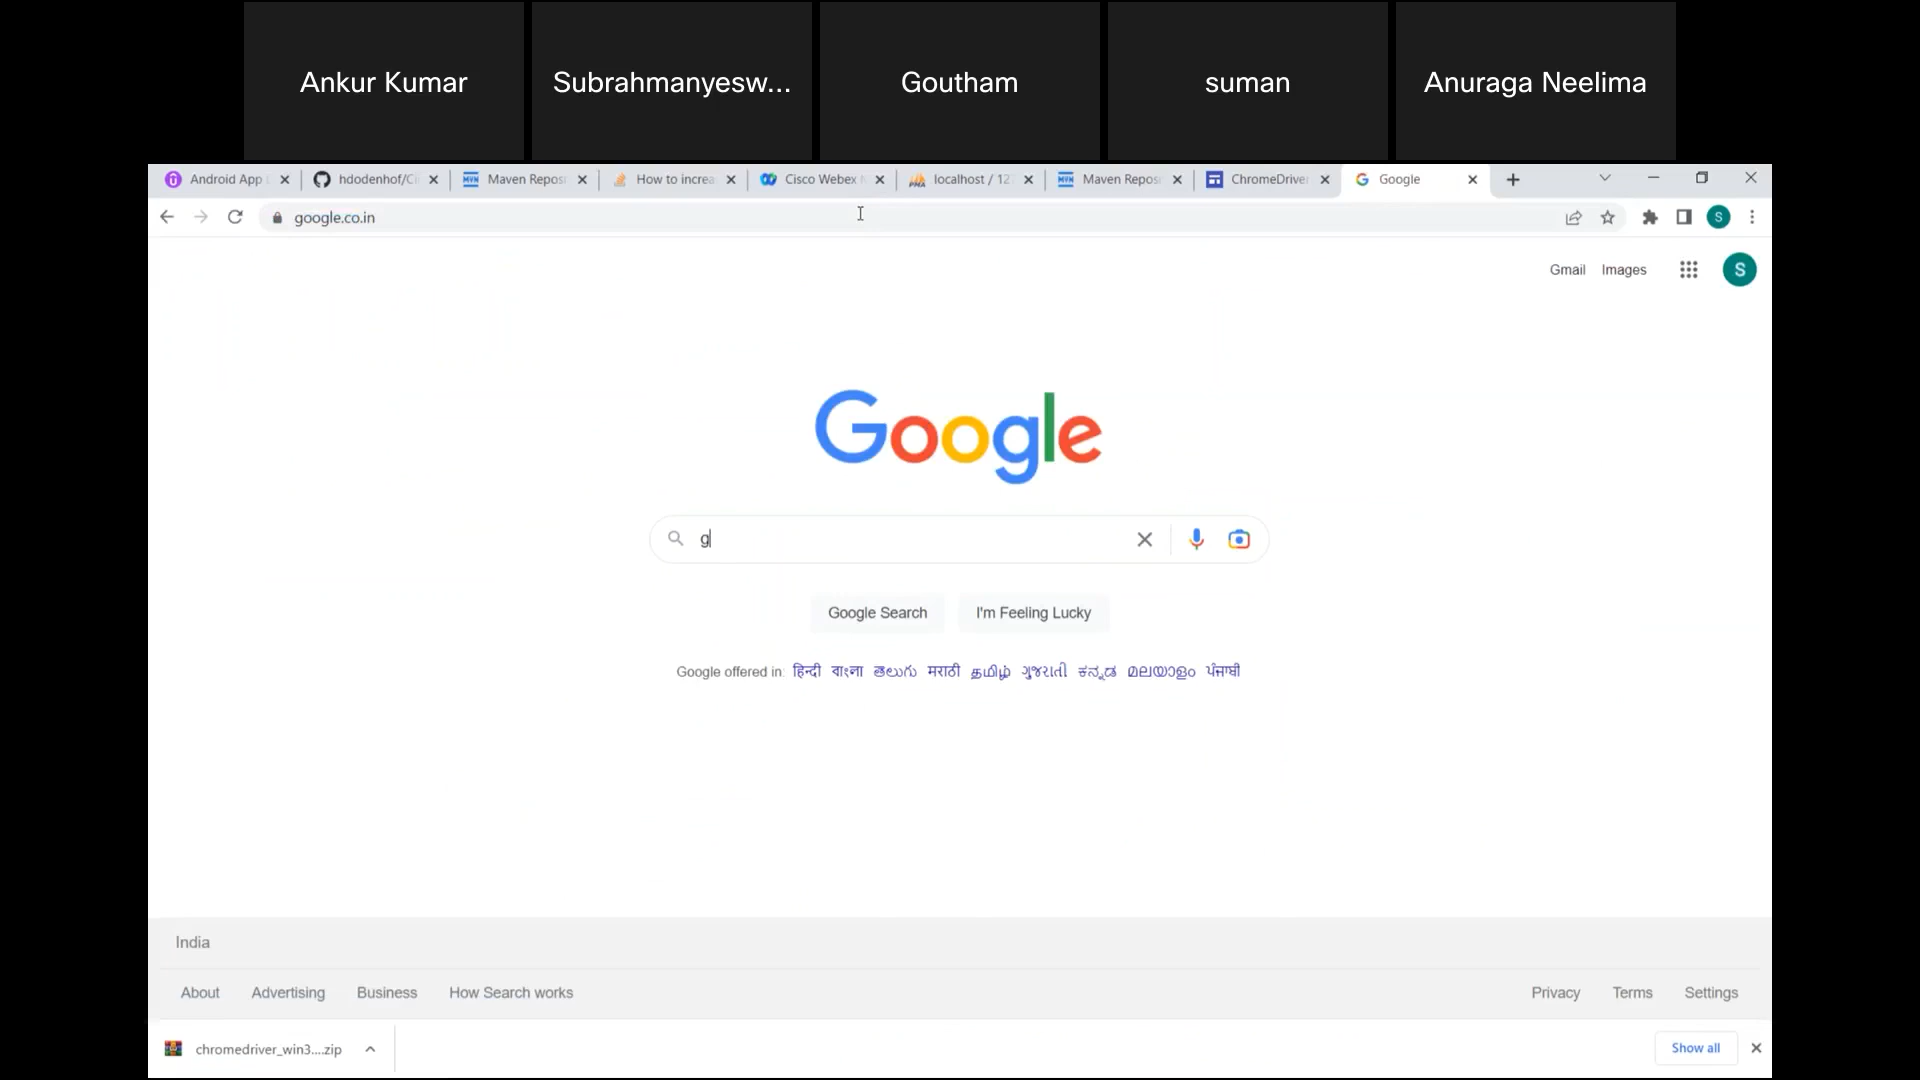 Ankur Kumar Subrahmanyesw... Goutham suman Anuraga Neelima
Android App hdodenhof/Ci Maven Repos How to increa Cisco Webex localhost / 12 Maven Repos ChromeDriver Google
google.co.in S
Gmail Images S
Google
g
Google Search I'm Feeling Lucky
Google offered in: हिन्दी বাংলা తెలుగు मराठी தமிழ் ગુજરાતી ಕನ್ನಡ മലയാളം ਪੰਜਾਬੀ
India
About Advertising Business How Search works Privacy Terms Settings
chromedriver_win3....zip Show all